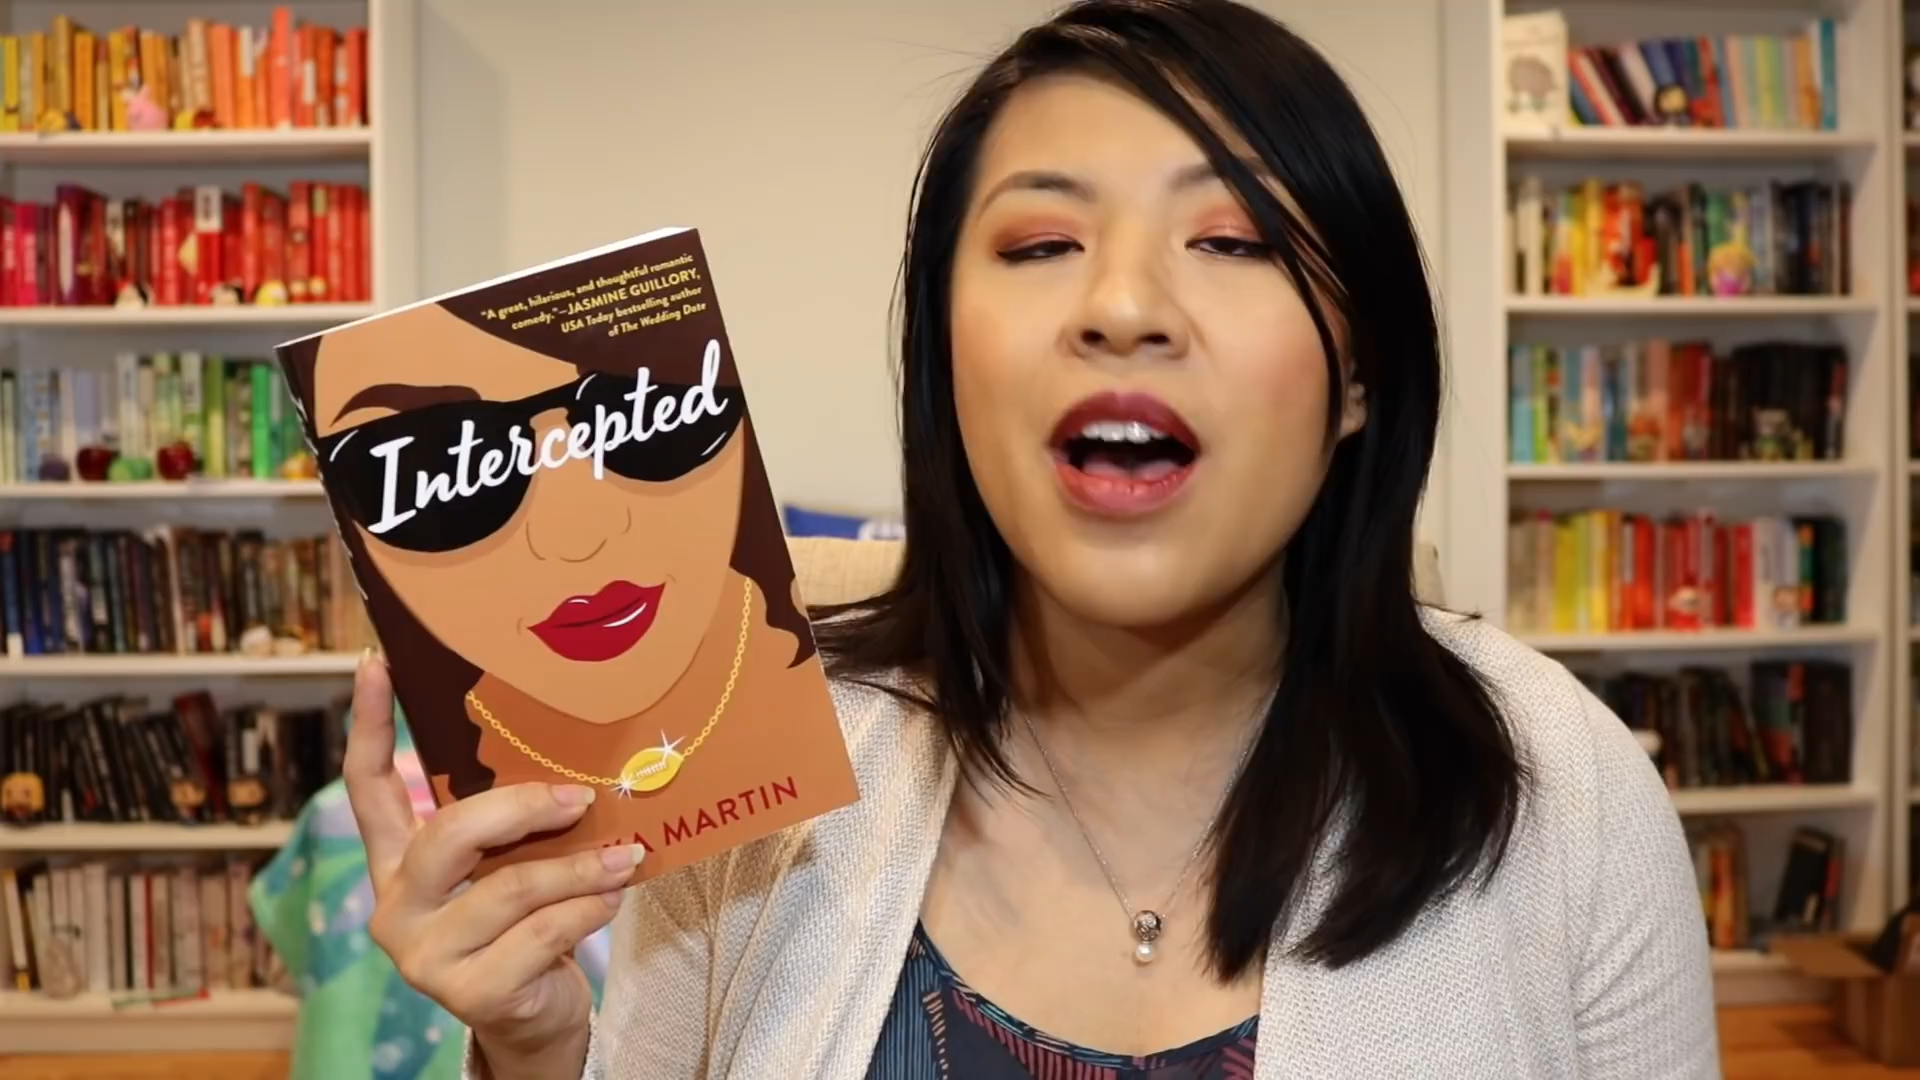 "A great, hilarious, and thoughtful romantic
comedy."—JASMINE GUILLORY,
USA Today bestselling author
of The Wedding Date
Intercepted
MARTIN